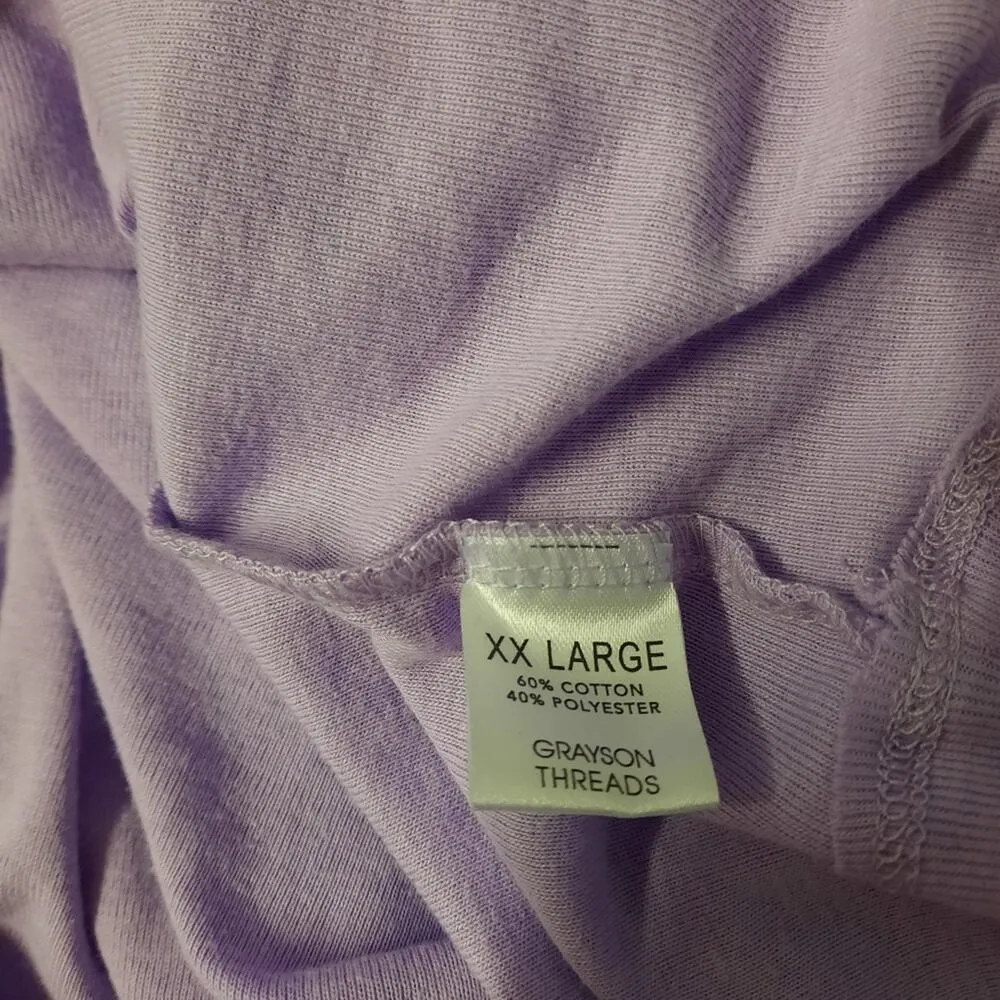 XX LARGE
60% COTTON
40% POLYESTER
GRAYSON
THREADS